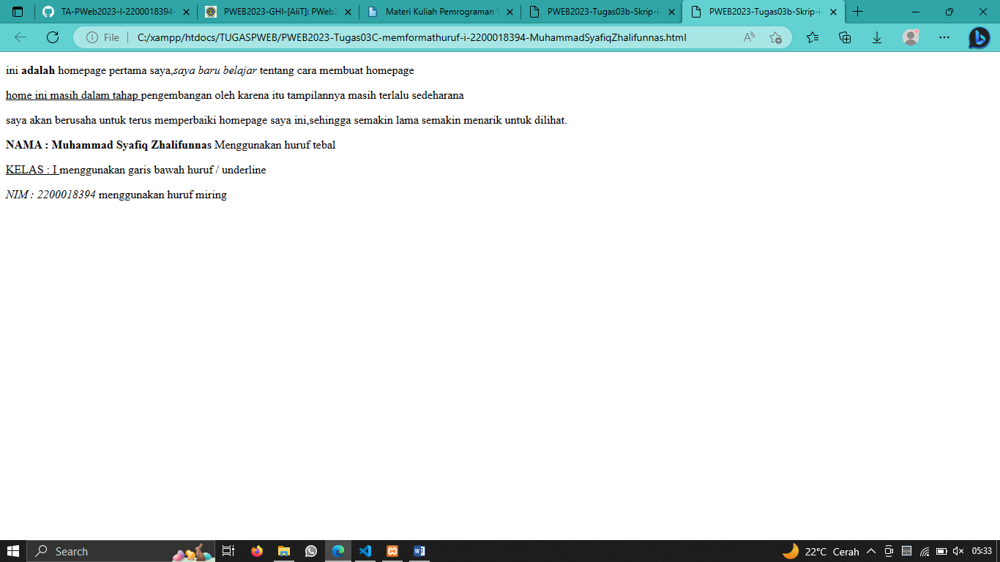 TA-PWeb2023-I-2200018394-
PWEB2023-GHI-[AliT]: PWeb2
Materi Kuliah Pemrograman
PWEB2023-Tugas03b-Skrip-i-
PWEB2023-Tugas03b-Skrip-i-
File
C:/xampp/htdocs/TUGASPWEB/PWEB2023-Tugas03C-memformathuruf-i-2200018394-MuhammadSyafiqZhalifunnas.html
ini adalah homepage pertama saya,saya baru belajar tentang cara membuat homepage
home ini masih dalam tahap pengembangan oleh karena itu tampilannya masih terlalu sedeharana
saya akan berusaha untuk terus memperbaiki homepage saya ini,sehingga semakin lama semakin menarik untuk dilihat.
NAMA : Muhammad Syafiq Zhalifunnas Menggunakan huruf tebal
KELAS : I menggunakan garis bawah huruf / underline
NIM : 2200018394 menggunakan huruf miring
Search
22°C Cerah
05:33